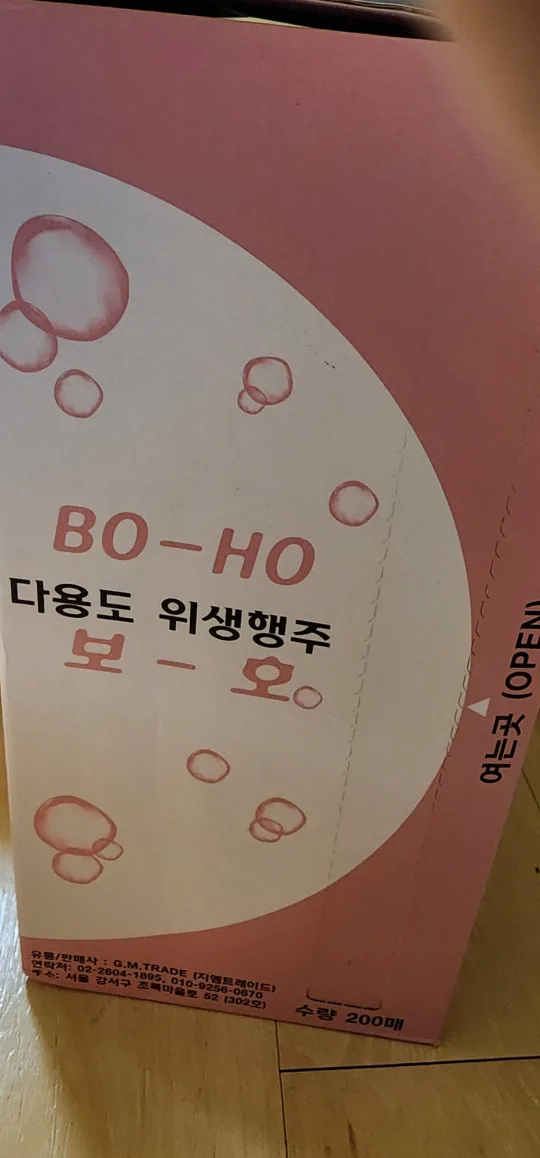 BO-HO
다용도 위생행주
보 - 호
여는곳 (OPEN)
유통/판매사 : G.M.TRADE (지엠트레이드)
연락처: 02-2604-1895, 010-9256-0670
주소: 서울 강서구 초록마을로 52 (302호)
수량 200매